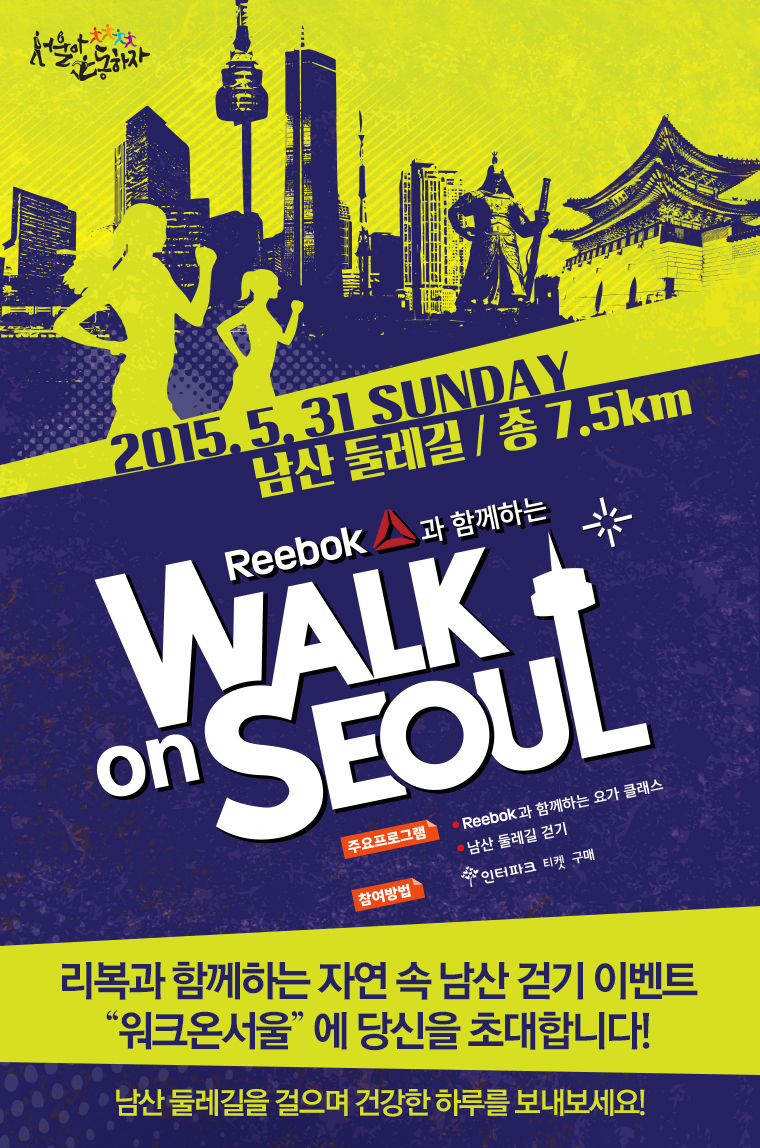 서울아 운동하자
2015. 5. 31 SUNDAY
남산 둘레길 / 총 7.5km
Reebok 과 함께하는
WALK
on SEOUL
주요프로그램
• Reebok과 함께하는 요가 클래스
• 남산 둘레길 걷기
참여방법
인터파크 티켓 구매
리복과 함께하는 자연 속 남산 걷기 이벤트
“워크온서울” 에 당신을 초대합니다!
남산 둘레길을 걸으며 건강한 하루를 보내보세요!